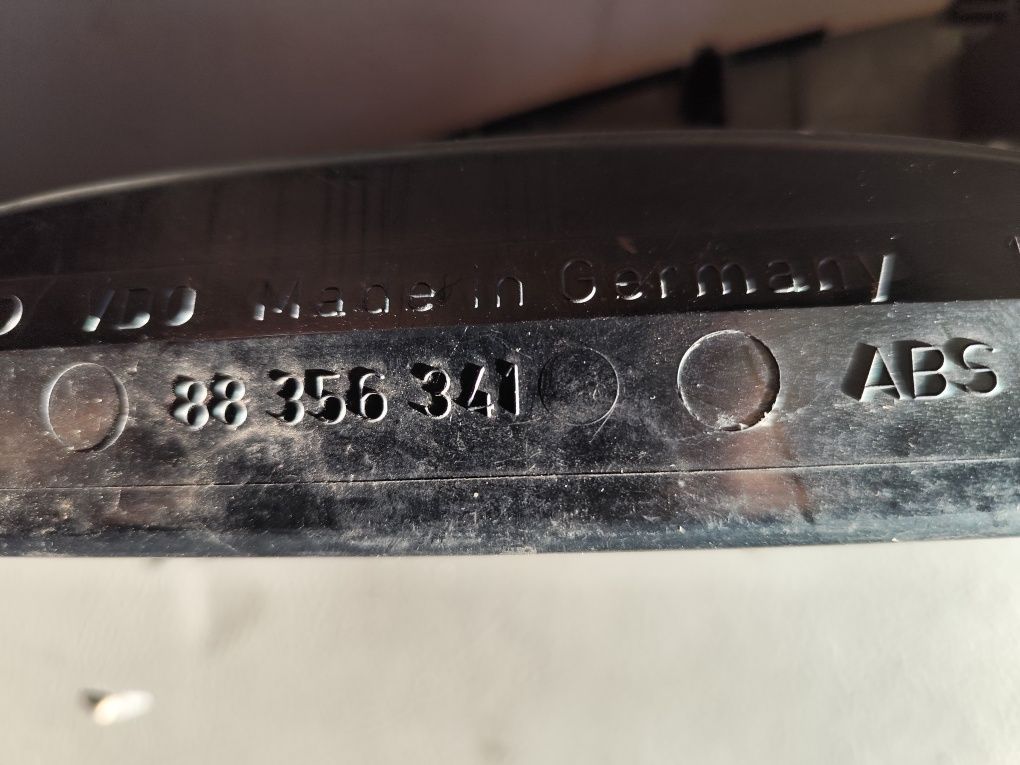 VDO Made in Germany
88 356 341 ABS